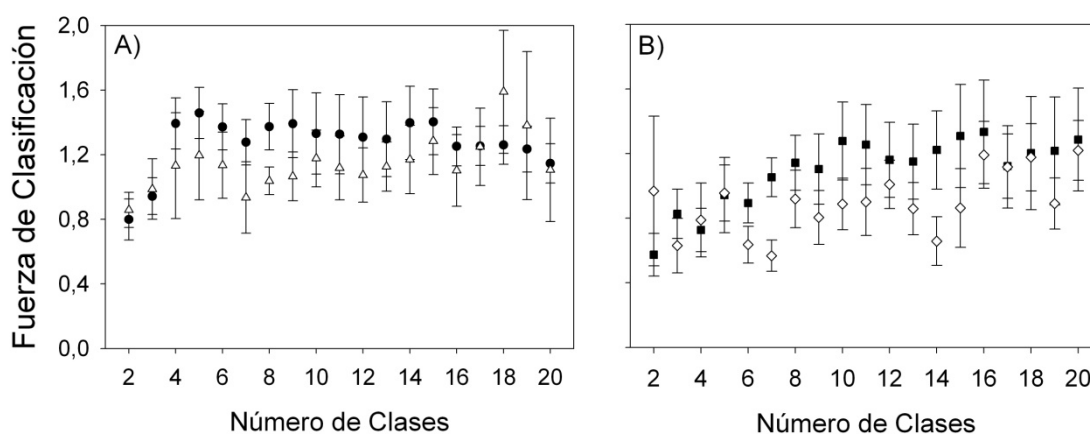 A)
B)
Fuerza de Clasificación
2,0
1,6
1,2
0,8
0,4
0,0
2 4 6 8 10 12 14 16 18 20
2 4 6 8 10 12 14 16 18 20
Número de Clases
Número de Clases